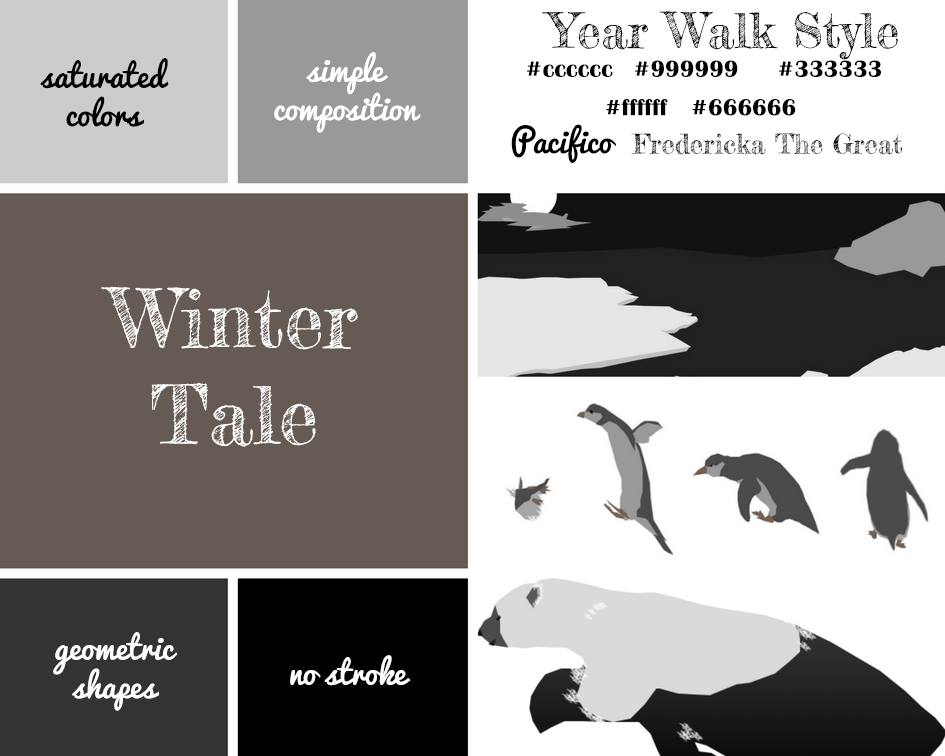 saturated
colors
simple
composition
Year Walk Style
#cccccc #999999 #333333
#ffffff #666666
Pacifico Fredericka The Great
Winter
Tale
geometric
shapes
no stroke